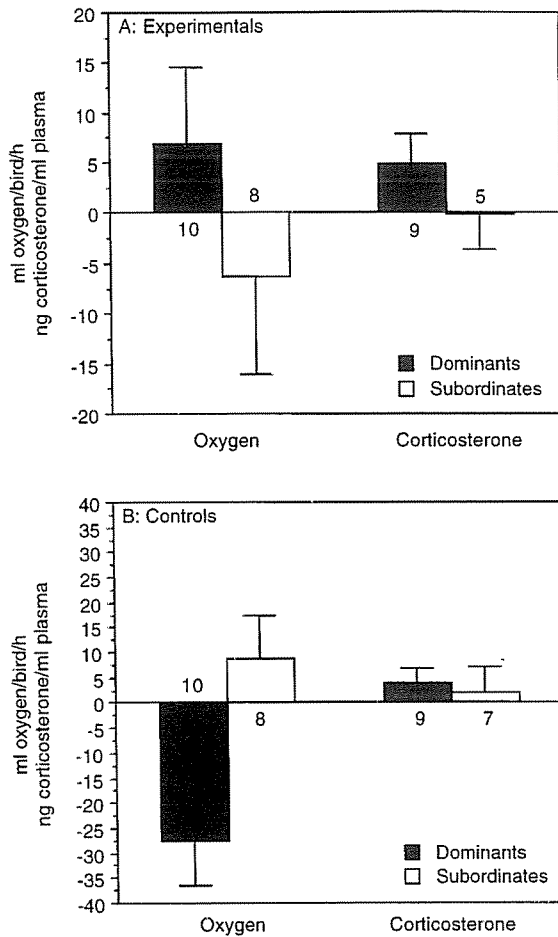 A: Experimentals
20
15
10
5
0
-5
-10
-15
-20
ml oxygen/bird/h
ng corticosterone/ml plasma
10
8
9
5
Dominants
Subordinates
Oxygen Corticosterone
B: Controls
40
35
30
25
20
15
10
5
0
-5
-10
-15
-20
-25
-30
-35
-40
ml oxygen/bird/h
ng corticosterone/ml plasma
10
8
9
7
Dominants
Subordinates
Oxygen Corticosterone